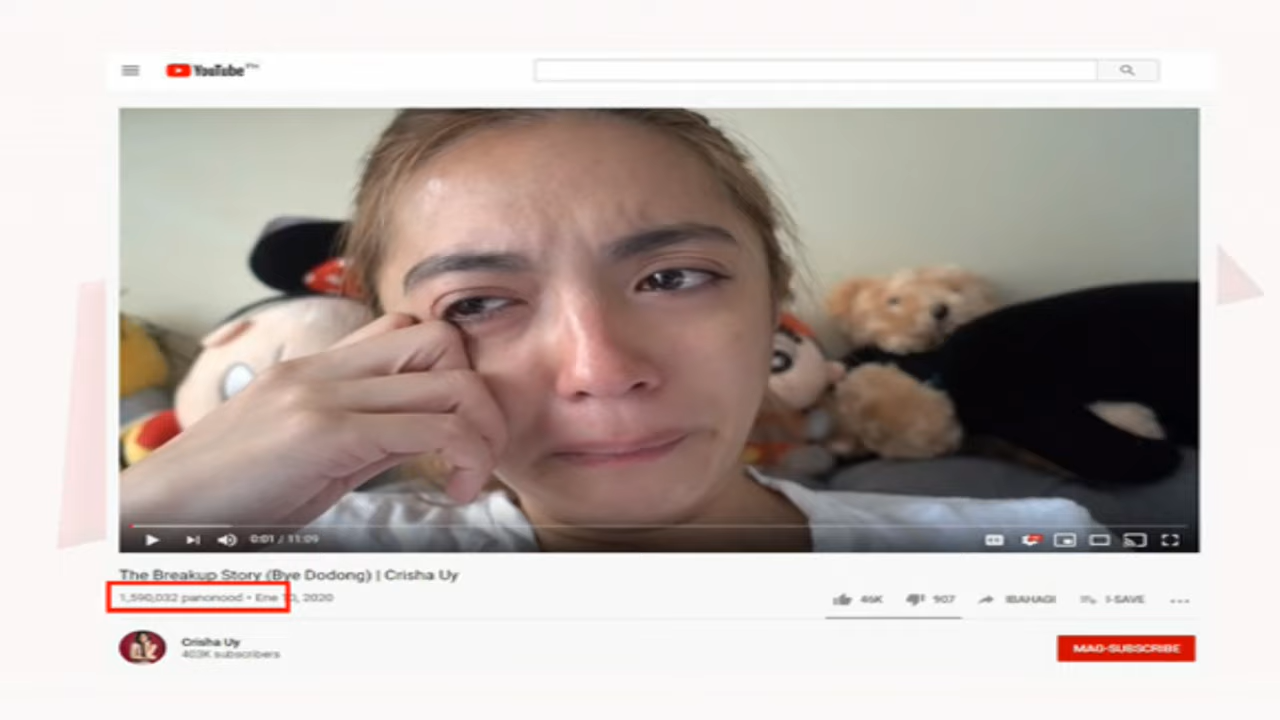 YouTube PH
0:01 / 11:09
The Breakup Story (Bye Dodong) | Crisha Uy
1,590,032 panonood • Ene 10, 2020
46K 907 IBAHAGI I-SAVE
Crisha Uy
403K subscribers
MAG-SUBSCRIBE